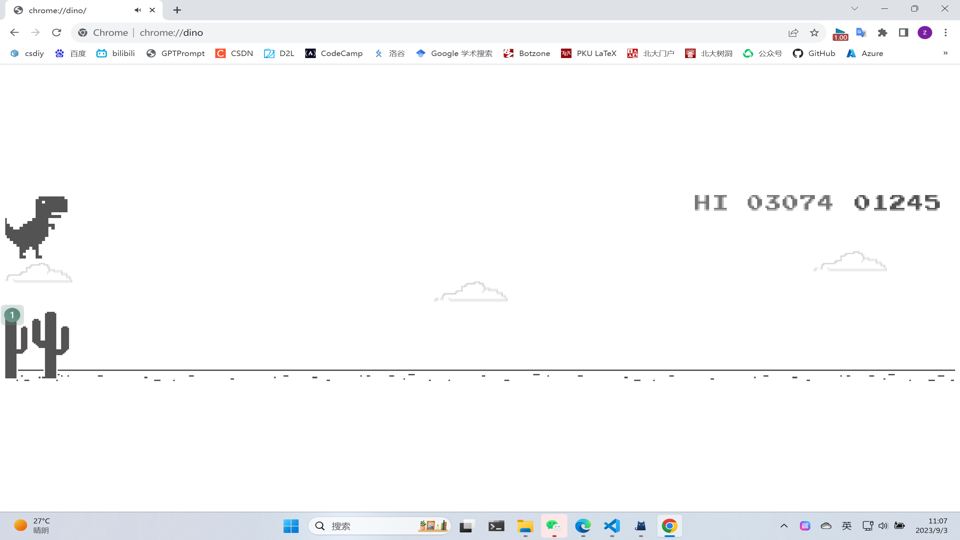 chrome://dino/
Chrome | chrome://dino
1.00
z
csdiy 百度 bilibili GPTPrompt CSDN D2L CodeCamp 洛谷 Google 学术搜索 Botzone PKU LaTeX 北大门户 北大树洞 公众号 GitHub Azure »
HI 03074 01245
1
27°C
晴朗
搜索
英
11:07
2023/9/3